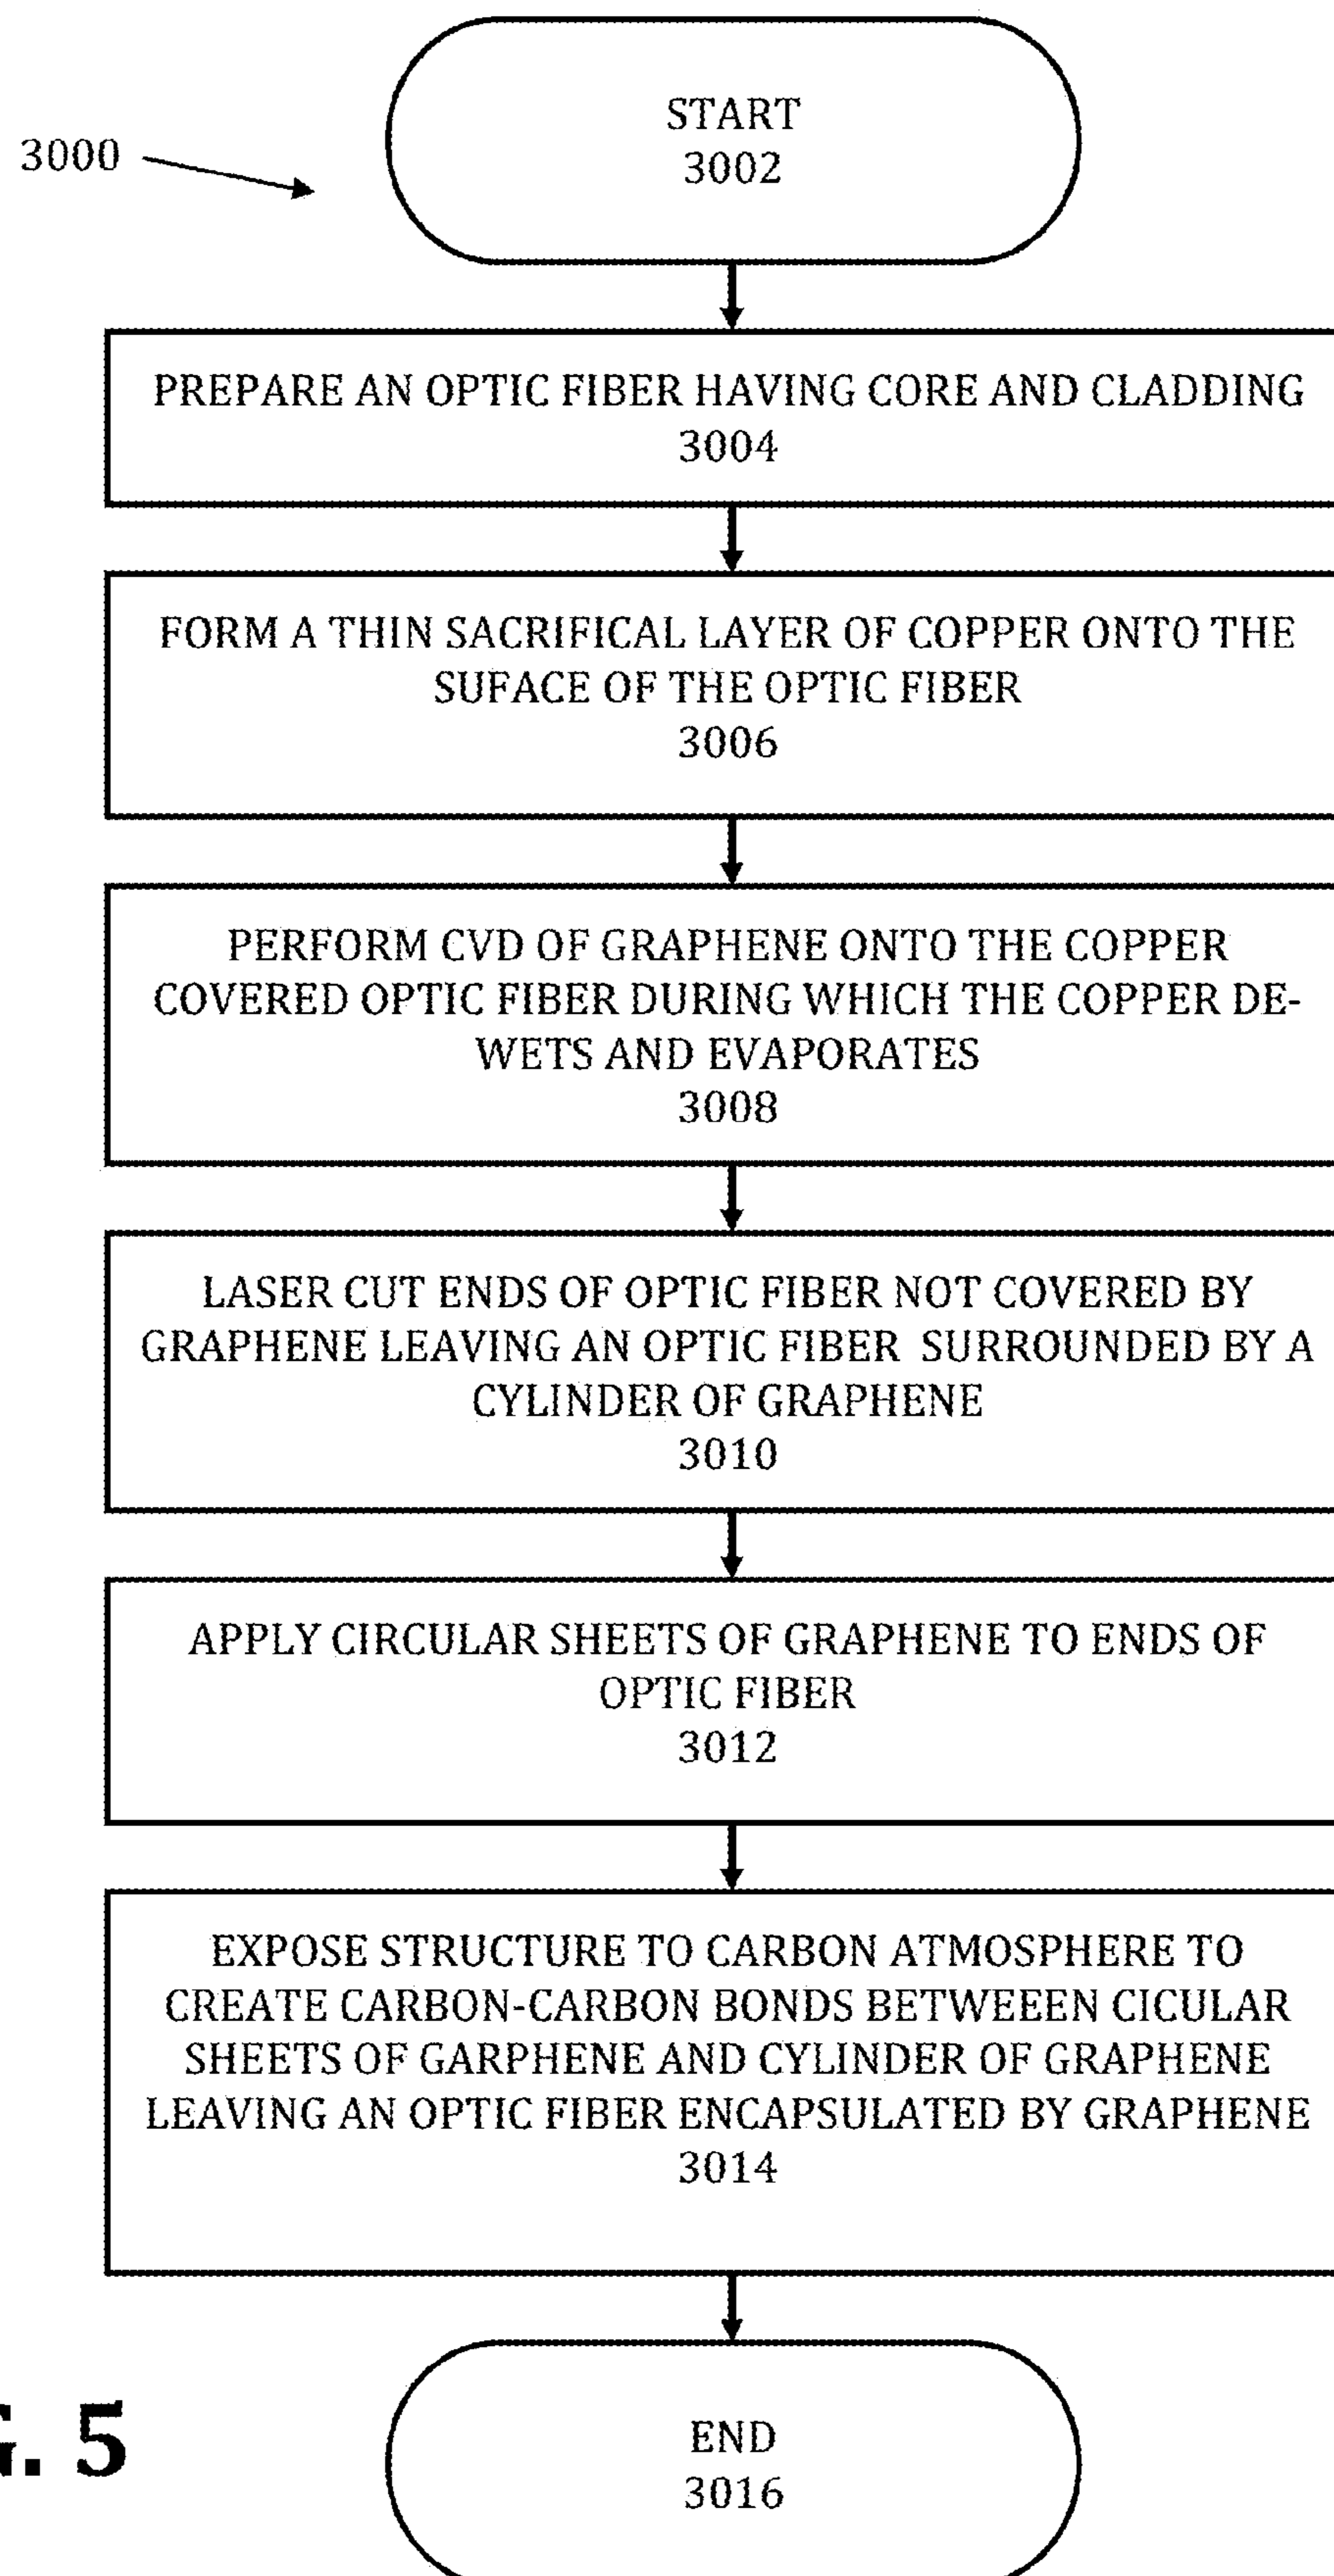 START
3002
3000
PREPARE AN OPTIC FIBER HAVING CORE AND CLADDING
3004
FORM A THIN SACRIFICAL LAYER OF COPPER ONTO THE
SUFACE OF THE OPTIC FIBER
3006
PERFORM CVD OF GRAPHENE ONTO THE COPPER
COVERED OPTIC FIBER DURING WHICH THE COPPER DE-
WETS AND EVAPORATES
3008
LASER CUT ENDS OF OPTIC FIBER NOT COVERED BY
GRAPHENE LEAVING AN OPTIC FIBER SURROUNDED BY A
CYLINDER OF GRAPHENE
3010
APPLY CIRCULAR SHEETS OF GRAPHENE TO ENDS OF
OPTIC FIBER
3012
EXPOSE STRUCTURE TO CARBON ATMOSPHERE TO
CREATE CARBON-CARBON BONDS BETWEEEN CICULAR
SHEETS OF GARPHENE AND CYLINDER OF GRAPHENE
LEAVING AN OPTIC FIBER ENCAPSULATED BY GRAPHENE
3014
END
3016
G. 5